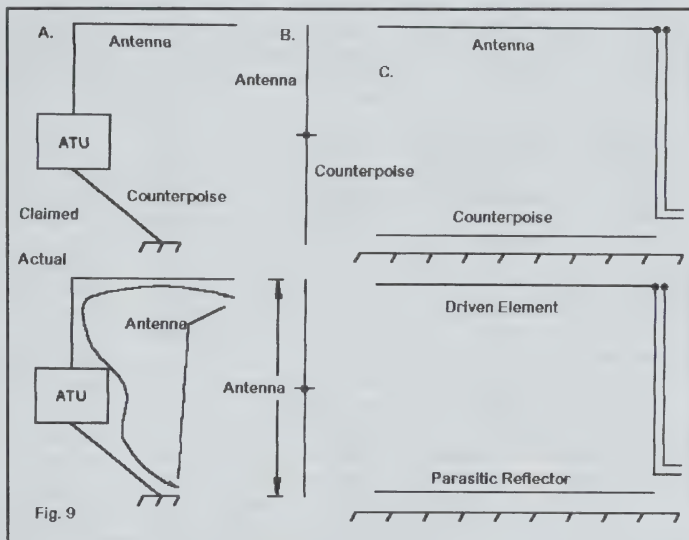 A.
Antenna
ATU
Counterpoise
Claimed
B.
Antenna
Counterpoise
Antenna
C.
Counterpoise
Actual
Antenna
ATU
Fig. 9
Antenna
Driven Element
Parasitic Reflector